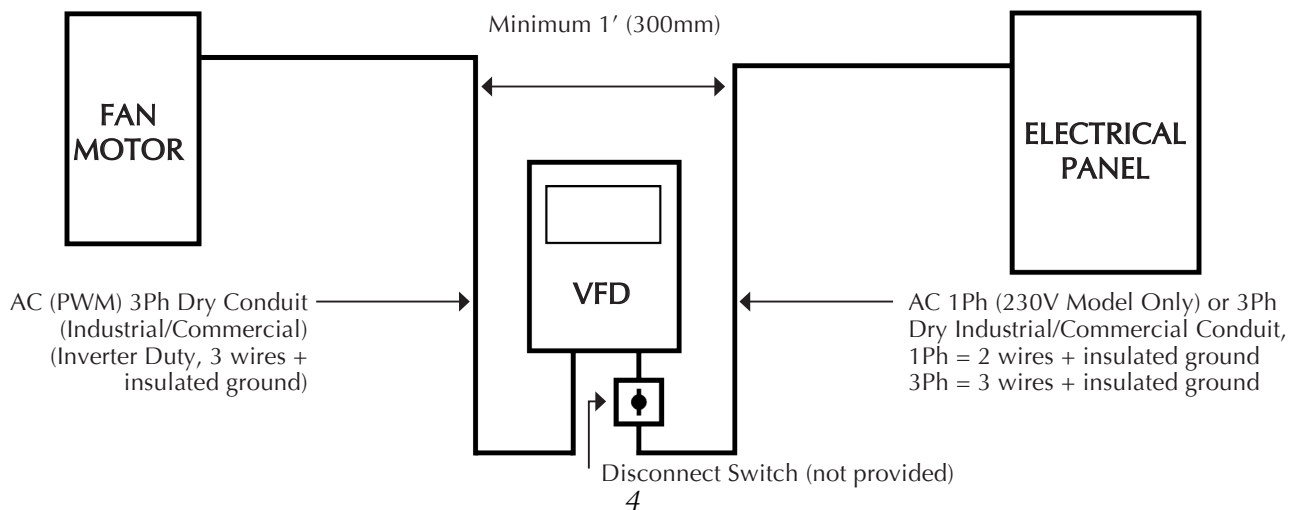 Minimum 1′ (300mm)
FAN
MOTOR
ELECTRICAL
PANEL
VFD
AC (PWM) 3Ph Dry Conduit
(Industrial/Commercial)
(Inverter Duty, 3 wires +
insulated ground)
AC 1Ph (230V Model Only) or 3Ph
Dry Industrial/Commercial Conduit,
1Ph = 2 wires + insulated ground
3Ph = 3 wires + insulated ground
Disconnect Switch (not provided)
4